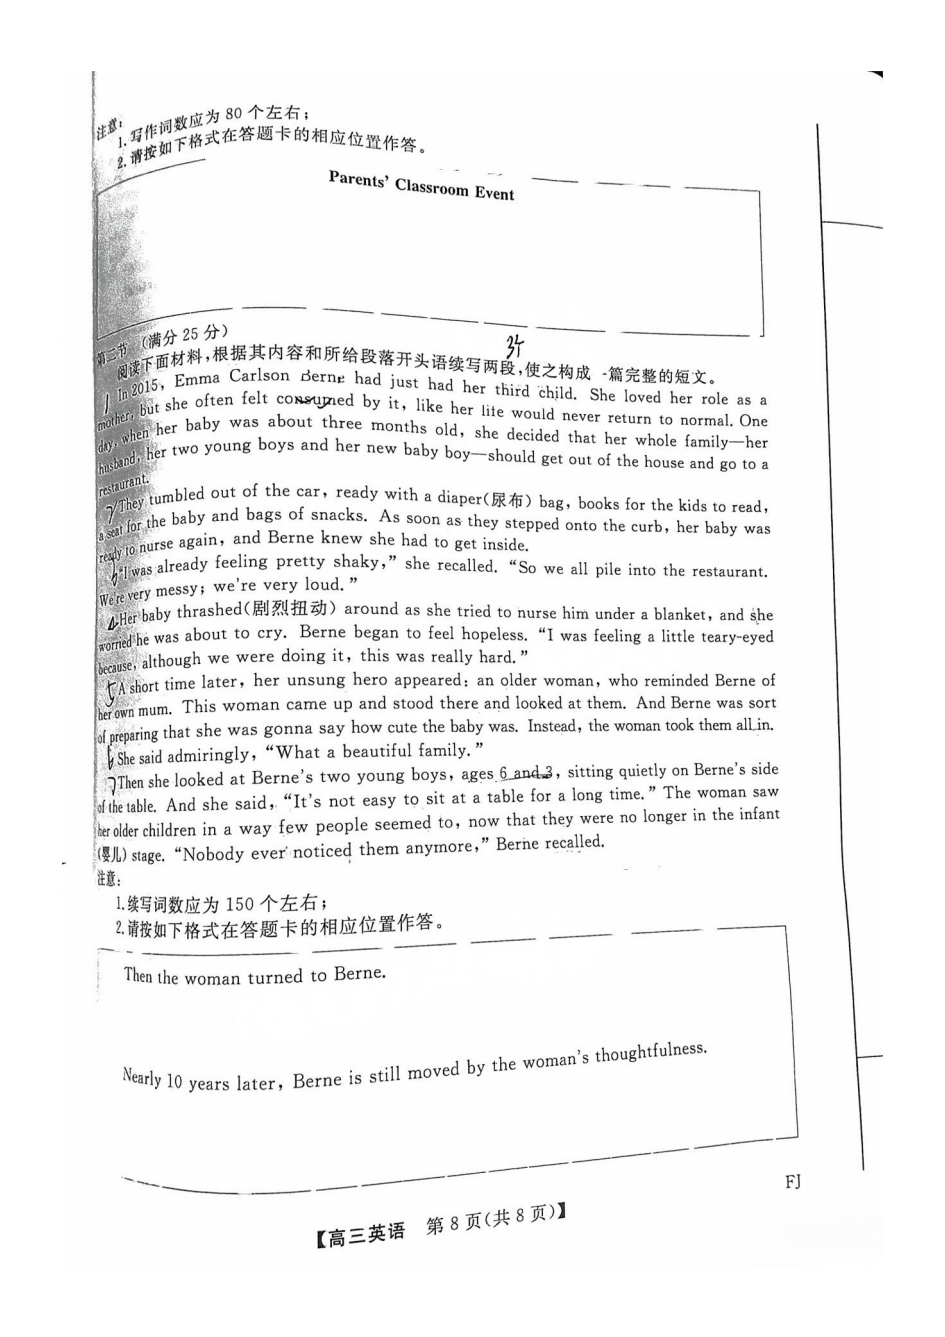 注意:
1.写作词数应为 80 个左右;
2.请按如下格式在答题卡的相应位置作答。
Parents' Classroom Event
第二节 (满分 25 分)
阅读下面材料,根据其内容和所给段落开头语续写两段,使之构成一篇完整的短文。
1 In 2015, Emma Carlson Berne had just had her third child. She loved her role as a
mother, but she often felt consumed by it, like her life would never return to normal. One
day, when her baby was about three months old, she decided that her whole family—her
husband, her two young boys and her new baby boy—should get out of the house and go to a
restaurant.
2 They tumbled out of the car, ready with a diaper(尿布) bag, books for the kids to read,
a seat for the baby and bags of snacks. As soon as they stepped onto the curb, her baby was
ready to nurse again, and Berne knew she had to get inside.
3 "I was already feeling pretty shaky," she recalled. "So we all pile into the restaurant.
We're very messy; we're very loud."
4 Her baby thrashed(剧烈扭动) around as she tried to nurse him under a blanket, and she
worried he was about to cry. Berne began to feel hopeless. "I was feeling a little teary-eyed
because, although we were doing it, this was really hard."
5 A short time later, her unsung hero appeared: an older woman, who reminded Berne of
her own mum. This woman came up and stood there and looked at them. And Berne was sort
of preparing that she was gonna say how cute the baby was. Instead, the woman took them all in.
6 She said admiringly, "What a beautiful family."
7 Then she looked at Berne's two young boys, ages 6 and 3, sitting quietly on Berne's side
of the table. And she said, "It's not easy to sit at a table for a long time." The woman saw
her older children in a way few people seemed to, now that they were no longer in the infant
(婴儿) stage. "Nobody ever noticed them anymore," Berne recalled.
注意:
1.续写词数应为 150 个左右;
2.请按如下格式在答题卡的相应位置作答。
Then the woman turned to Berne.
Nearly 10 years later, Berne is still moved by the woman's thoughtfulness.
FJ
【高三英语 第 8 页(共 8 页)】